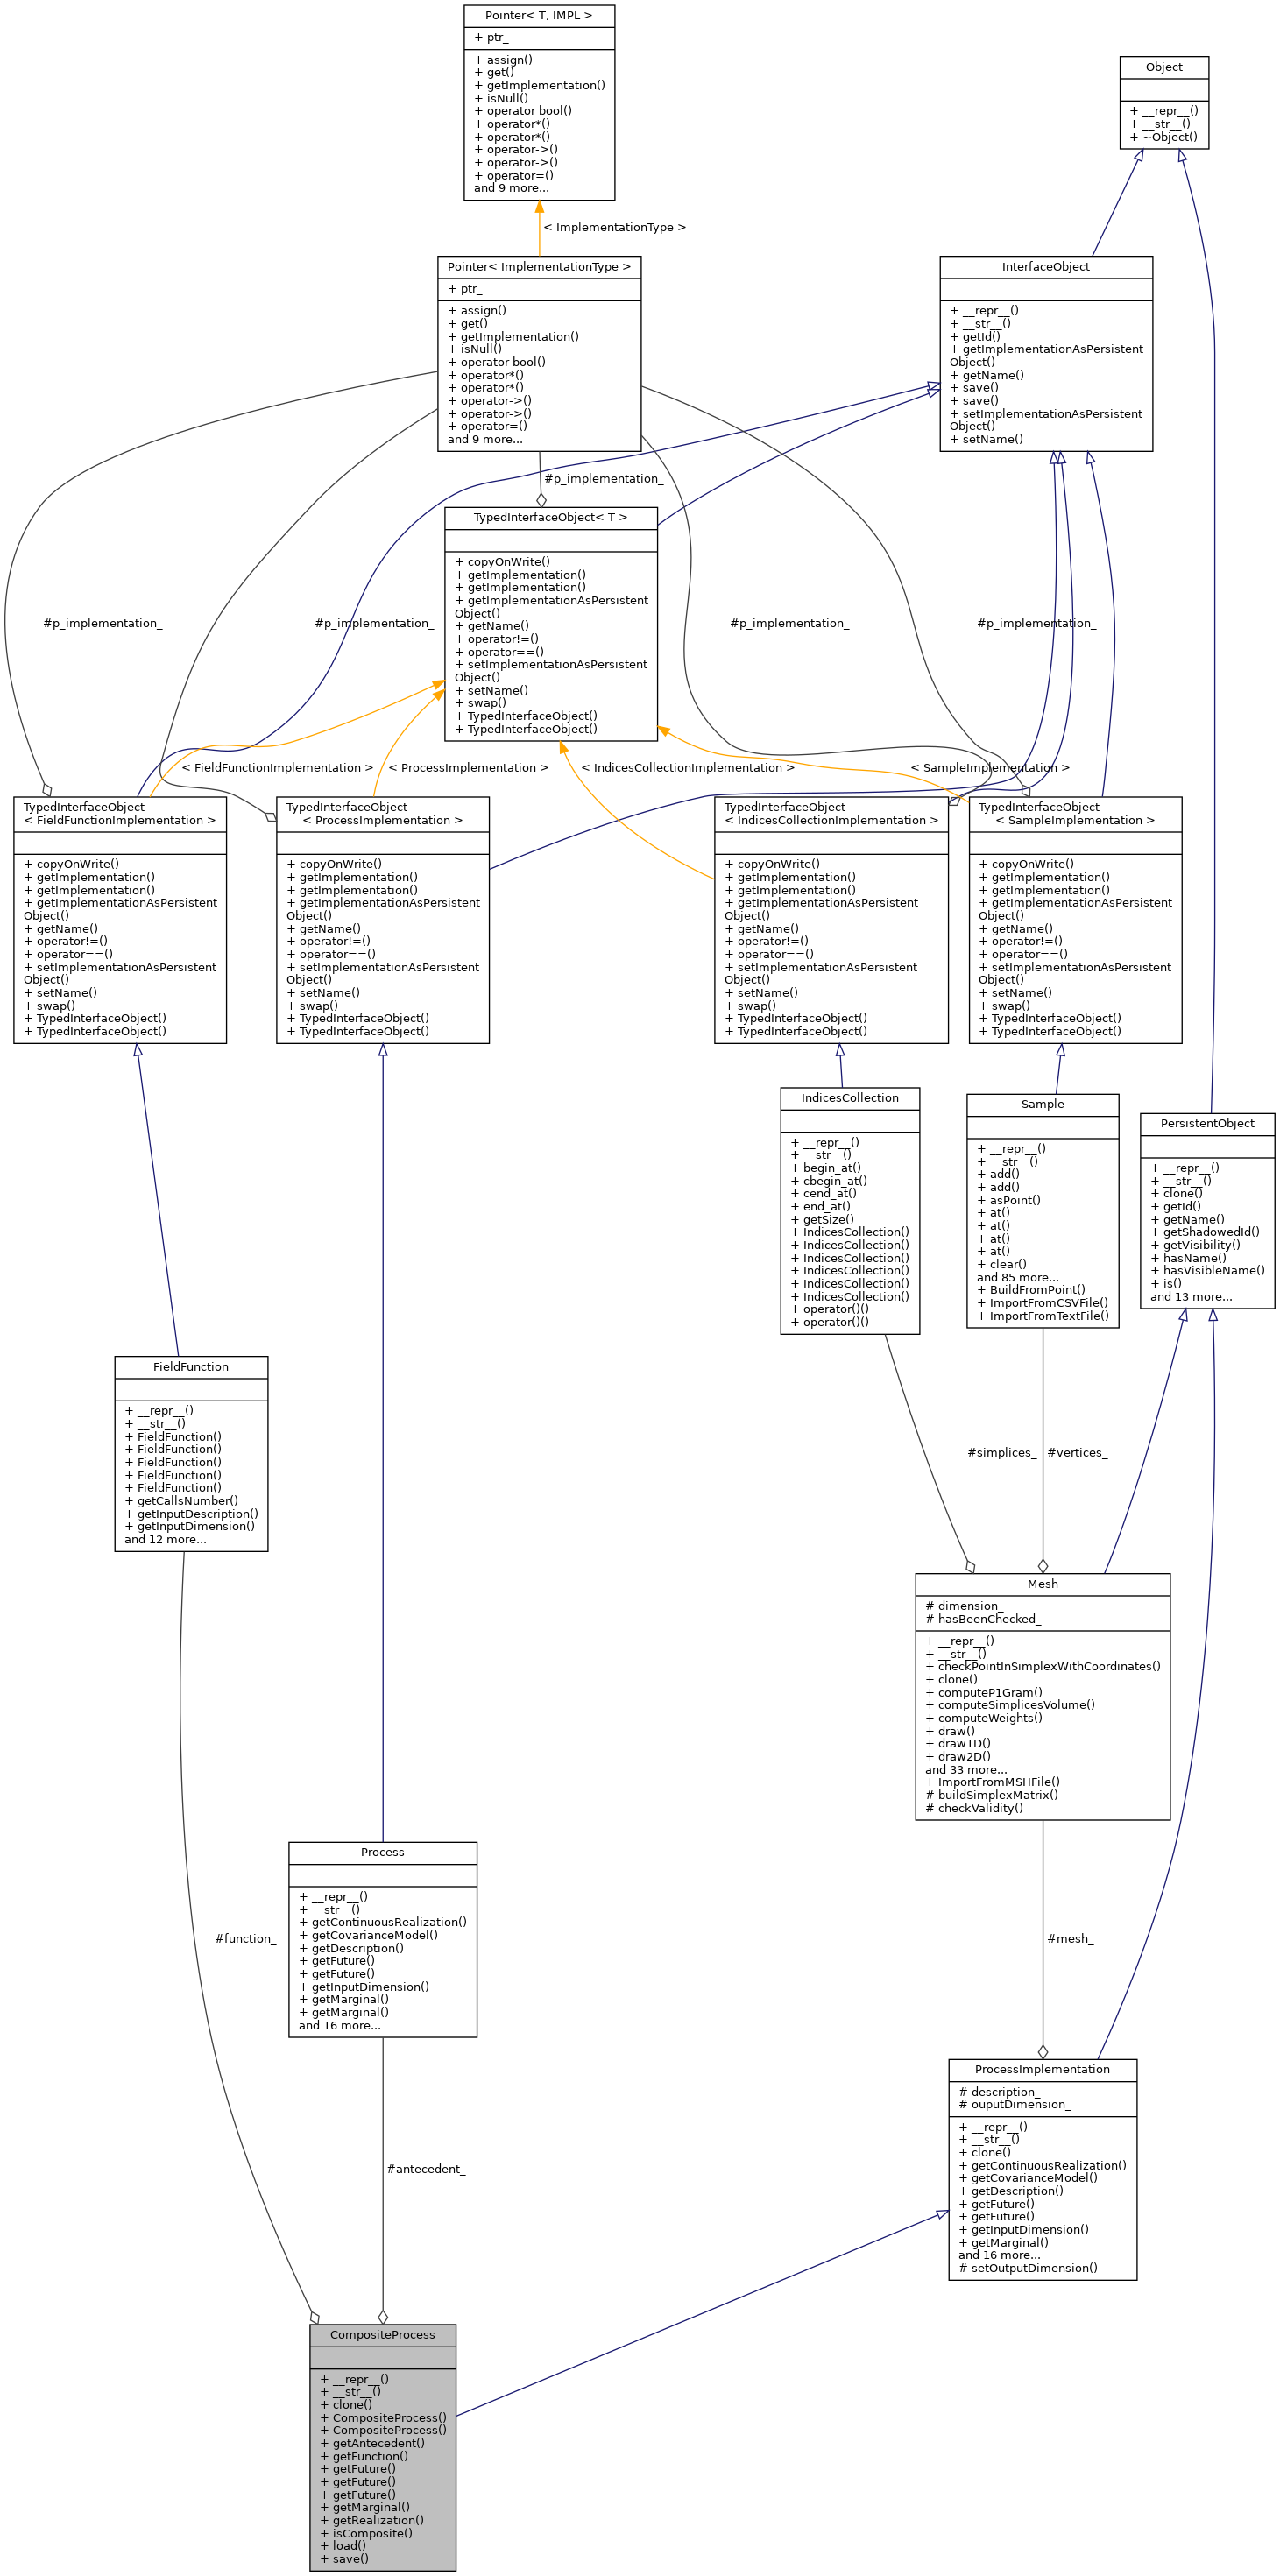 Pointer< T, IMPL >
+ ptr_
+ assign()
+ get()
+ getImplementation()
+ isNull()
+ operator bool()
+ operator*()
+ operator*()
+ operator->()
+ operator->()
+ operator=()
and 9 more...
Object
+ __repr__()
+ __str__()
+ ~Object()
< ImplementationType >
Pointer< ImplementationType >
+ ptr_
+ assign()
+ get()
+ getImplementation()
+ isNull()
+ operator bool()
+ operator*()
+ operator*()
+ operator->()
+ operator->()
+ operator=()
and 9 more...
InterfaceObject
+ __repr__()
+ __str__()
+ getId()
+ getImplementationAsPersistent
Object()
+ getName()
+ save()
+ save()
+ setImplementationAsPersistent
Object()
+ setName()
#p_implementation_
TypedInterfaceObject< T >
+ copyOnWrite()
+ getImplementation()
+ getImplementation()
+ getImplementationAsPersistent
Object()
+ getName()
+ operator!=()
+ operator==()
+ setImplementationAsPersistent
Object()
+ setName()
+ swap()
+ TypedInterfaceObject()
+ TypedInterfaceObject()
#p_implementation_
#p_implementation_
#p_implementation_
#p_implementation_
< FieldFunctionImplementation >
< ProcessImplementation >
< IndicesCollectionImplementation >
< SampleImplementation >
TypedInterfaceObject
< FieldFunctionImplementation >
+ copyOnWrite()
+ getImplementation()
+ getImplementation()
+ getImplementationAsPersistent
Object()
+ getName()
+ operator!=()
+ operator==()
+ setImplementationAsPersistent
Object()
+ setName()
+ swap()
+ TypedInterfaceObject()
+ TypedInterfaceObject()
TypedInterfaceObject
< ProcessImplementation >
+ copyOnWrite()
+ getImplementation()
+ getImplementation()
+ getImplementationAsPersistent
Object()
+ getName()
+ operator!=()
+ operator==()
+ setImplementationAsPersistent
Object()
+ setName()
+ swap()
+ TypedInterfaceObject()
+ TypedInterfaceObject()
TypedInterfaceObject
< IndicesCollectionImplementation >
+ copyOnWrite()
+ getImplementation()
+ getImplementation()
+ getImplementationAsPersistent
Object()
+ getName()
+ operator!=()
+ operator==()
+ setImplementationAsPersistent
Object()
+ setName()
+ swap()
+ TypedInterfaceObject()
+ TypedInterfaceObject()
TypedInterfaceObject
< SampleImplementation >
+ copyOnWrite()
+ getImplementation()
+ getImplementation()
+ getImplementationAsPersistent
Object()
+ getName()
+ operator!=()
+ operator==()
+ setImplementationAsPersistent
Object()
+ setName()
+ swap()
+ TypedInterfaceObject()
+ TypedInterfaceObject()
IndicesCollection
+ __repr__()
+ __str__()
+ begin_at()
+ cbegin_at()
+ cend_at()
+ end_at()
+ getSize()
+ IndicesCollection()
+ IndicesCollection()
+ IndicesCollection()
+ IndicesCollection()
+ IndicesCollection()
+ IndicesCollection()
+ operator()()
+ operator()()
Sample
+ __repr__()
+ __str__()
+ add()
+ add()
+ asPoint()
+ at()
+ at()
+ at()
+ at()
+ clear()
and 85 more...
+ BuildFromPoint()
+ ImportFromCSVFile()
+ ImportFromTextFile()
PersistentObject
+ __repr__()
+ __str__()
+ clone()
+ getId()
+ getName()
+ getShadowedId()
+ getVisibility()
+ hasName()
+ hasVisibleName()
+ is()
and 13 more...
FieldFunction
+ __repr__()
+ __str__()
+ FieldFunction()
+ FieldFunction()
+ FieldFunction()
+ FieldFunction()
+ FieldFunction()
+ getCallsNumber()
+ getInputDescription()
+ getInputDimension()
and 12 more...
#simplices_
#vertices_
Mesh
# dimension_
# hasBeenChecked_
+ __repr__()
+ __str__()
+ checkPointInSimplexWithCoordinates()
+ clone()
+ computeP1Gram()
+ computeSimplicesVolume()
+ computeWeights()
+ draw()
+ draw1D()
+ draw2D()
and 33 more...
+ ImportFromMSHFile()
# buildSimplexMatrix()
# checkValidity()
Process
+ __repr__()
+ __str__()
+ getContinuousRealization()
+ getCovarianceModel()
+ getDescription()
+ getFuture()
+ getFuture()
+ getInputDimension()
+ getMarginal()
+ getMarginal()
and 16 more...
#function_
#mesh_
ProcessImplementation
# description_
# ouputDimension_
+ __repr__()
+ __str__()
+ clone()
+ getContinuousRealization()
+ getCovarianceModel()
+ getDescription()
+ getFuture()
+ getFuture()
+ getInputDimension()
+ getMarginal()
and 16 more...
# setOutputDimension()
#antecedent_
CompositeProcess
+ __repr__()
+ __str__()
+ clone()
+ CompositeProcess()
+ CompositeProcess()
+ getAntecedent()
+ getFunction()
+ getFuture()
+ getFuture()
+ getFuture()
+ getMarginal()
+ getRealization()
+ isComposite()
+ load()
+ save()